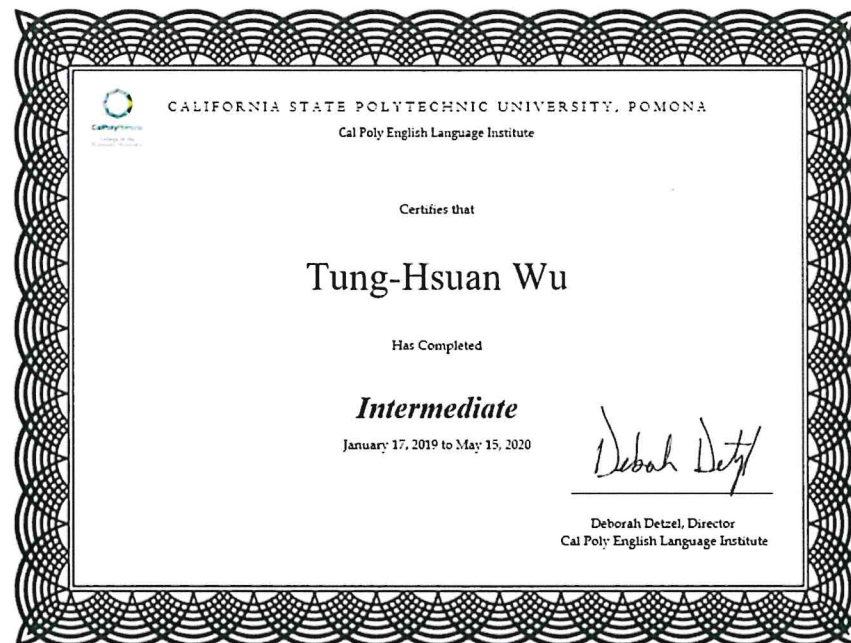 CalPolyPomona
CALIFORNIA STATE POLYTECHNIC UNIVERSITY, POMONA
Cal Poly English Language Institute
Certifies that
Tung-Hsuan Wu
Has Completed
Intermediate
January 17, 2019 to May 15, 2020
Deborah Detzel, Director
Cal Poly English Language Institute